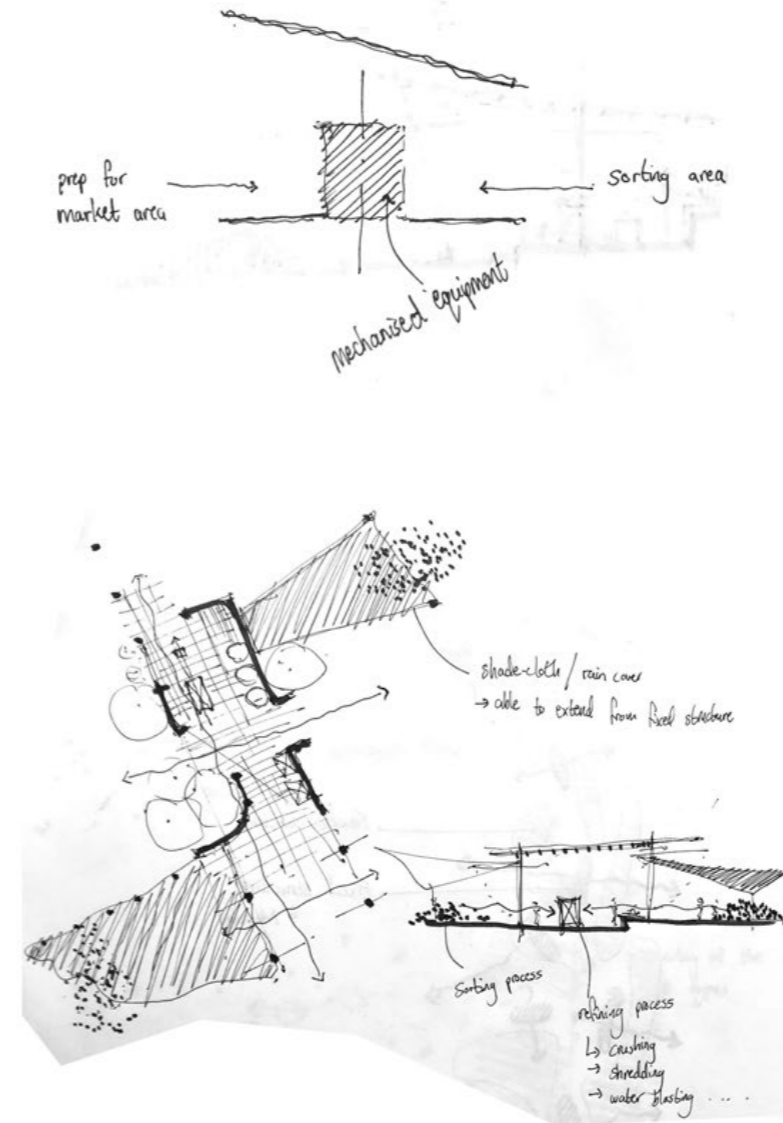 prep for
market area
sorting area
mechanised equipment
shade-cloth / rain cover
→ able to extend from fixed structure
sorting process
refining process
↳ crushing
→ shredding
→ water blasting ....